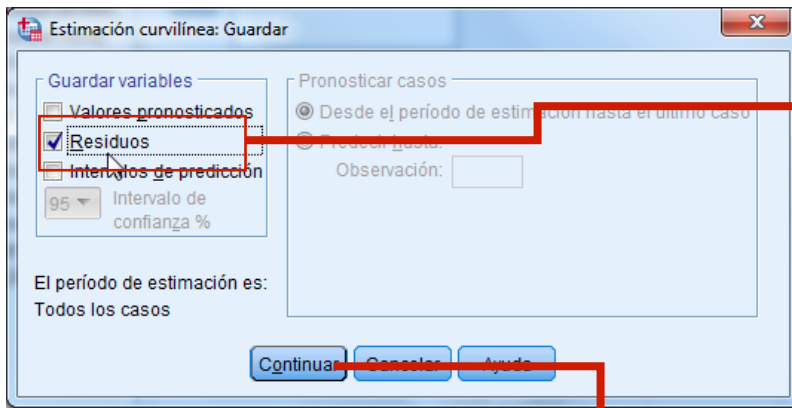 Estimación curvilínea: Guardar
Guardar variables
Valores pronosticados
Residuos
Intervalos de predicción
95
Intervalo de
confianza %
Pronosticar casos
Desde el período de estimación hasta el último caso
Predecir hasta:
Observación:
El período de estimación es:
Todos los casos
Continuar
Cancelar
Ayuda